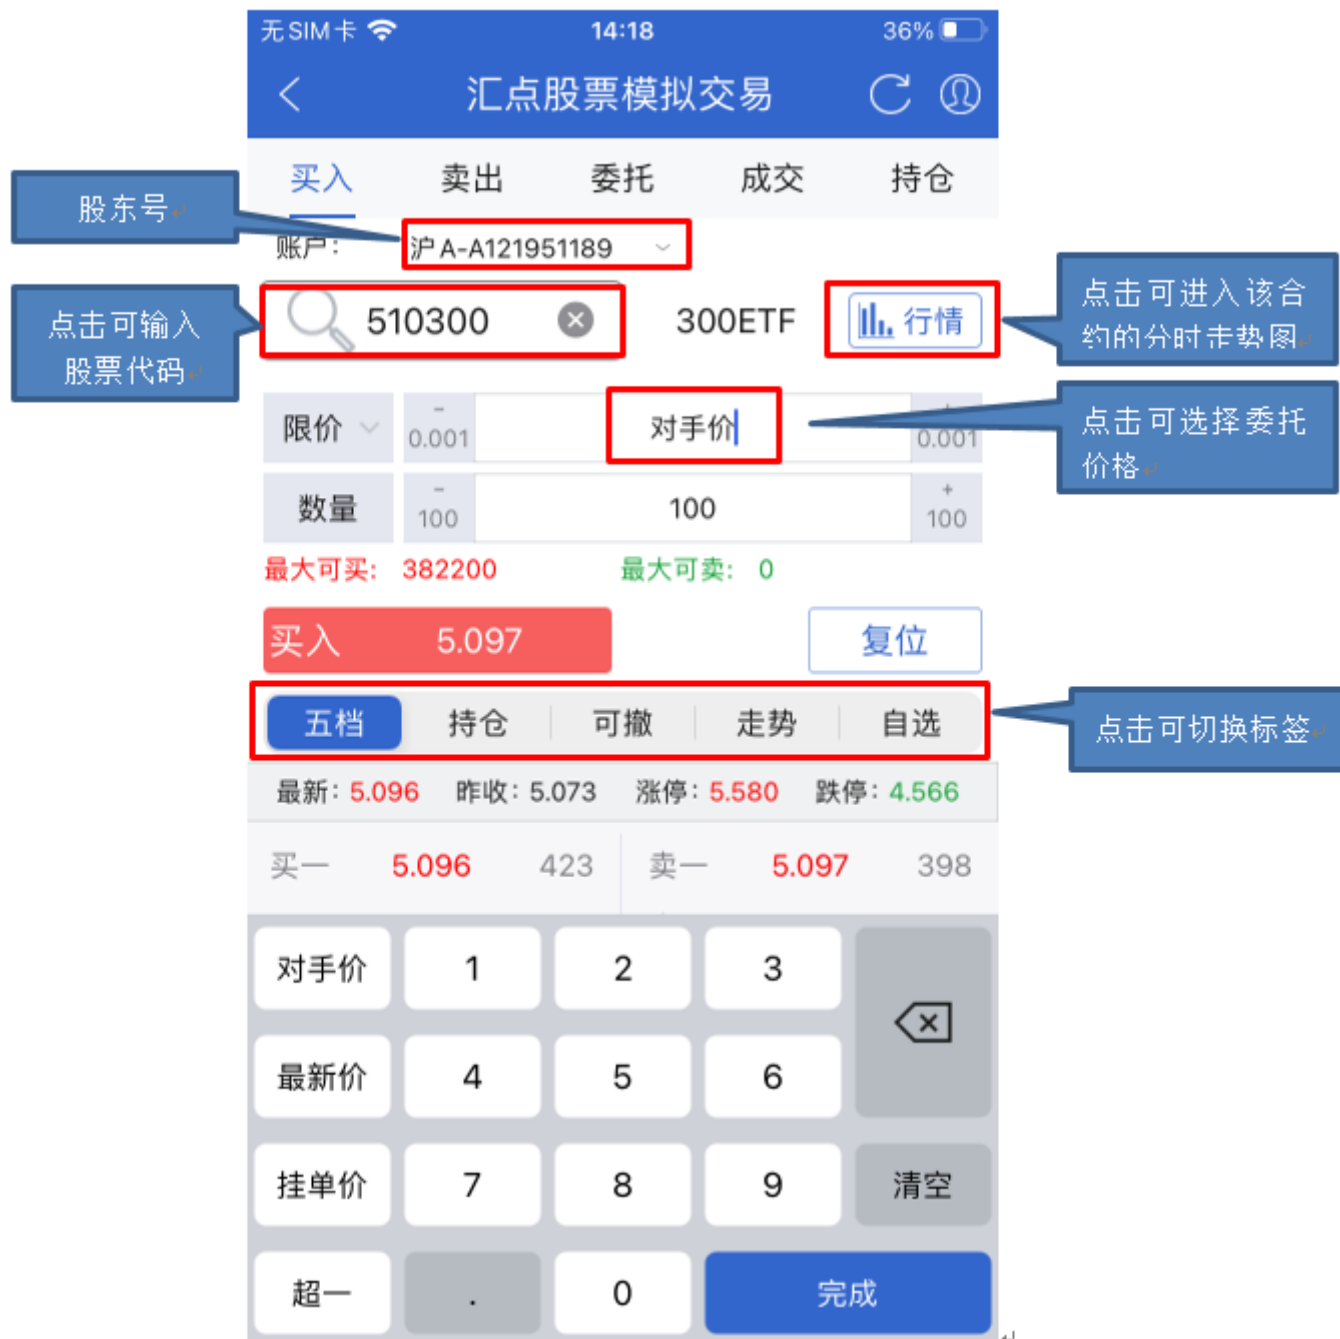 无SIM卡 14:18 36%
汇点股票模拟交易
买入 卖出 委托 成交 持仓
股东号
账户: 沪A-A121951189
点击可输入
股票代码
510300 300ETF 行情
点击可进入该合
约的分时走势图
限价 - 0.001 对手价 + 0.001
点击可选择委托
价格
数量 - 100 100 + 100
最大可买: 382200 最大可卖: 0
买入 5.097 复位
五档 持仓 可撤 走势 自选
点击可切换标签
最新: 5.096 昨收: 5.073 涨停: 5.580 跌停: 4.566
买一 5.096 423 卖一 5.097 398
对手价 1 2 3
最新价 4 5 6
挂单价 7 8 9 清空
超一 . 0 完成